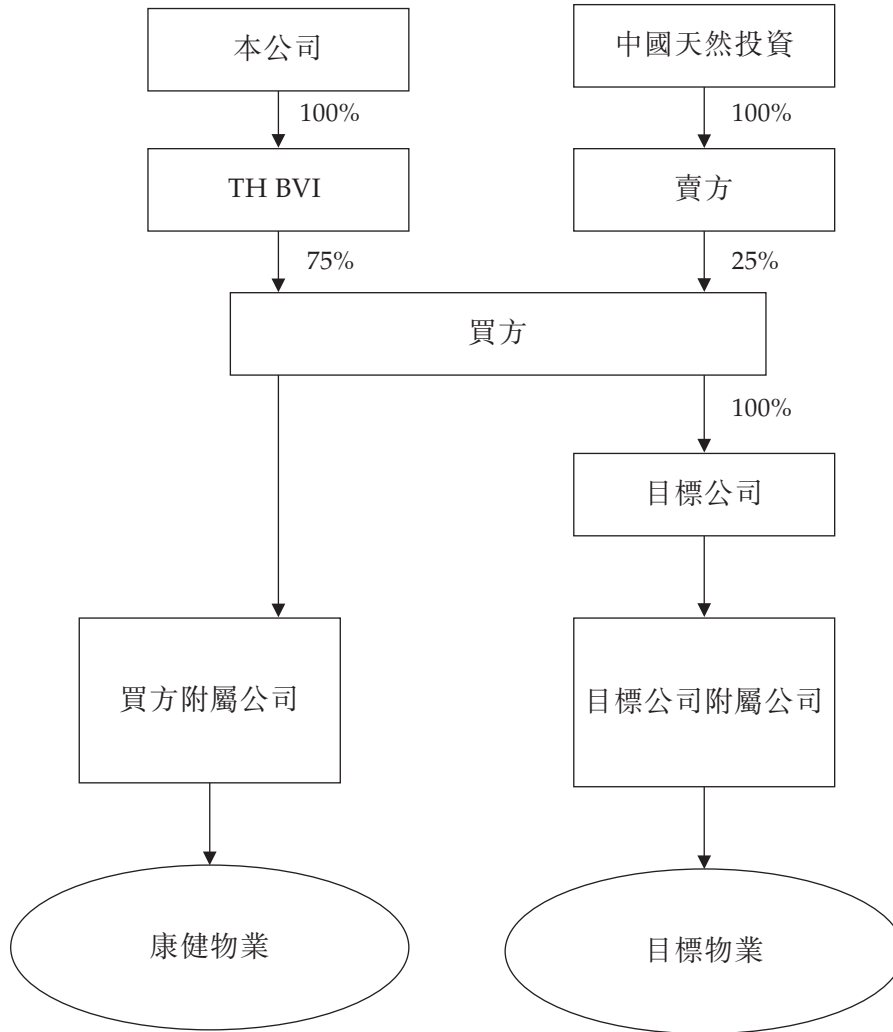 本公司
中國天然投資
100%
100%
TH BVI
賣方
75%
25%
買方
100%
目標公司
買方附屬公司
目標公司附屬公司
康健物業
目標物業